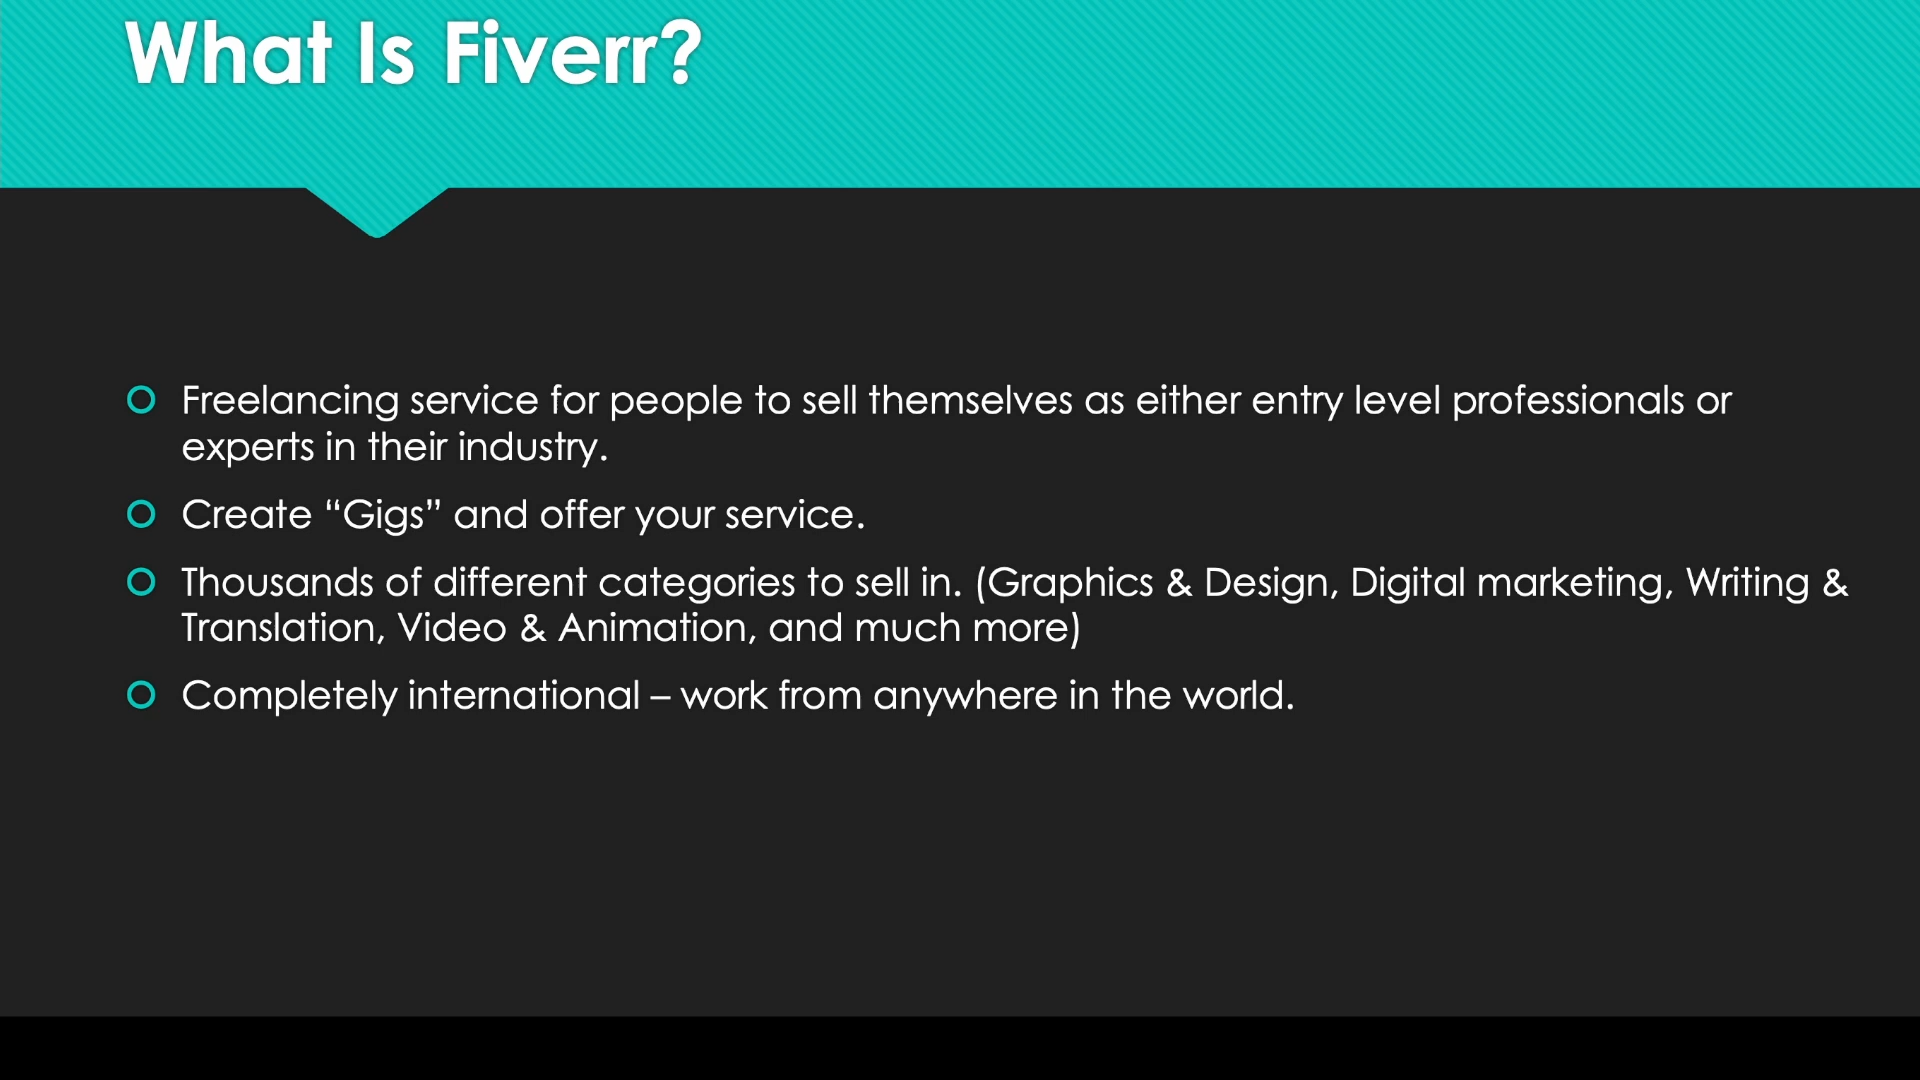 What Is Fiverr?
Freelancing service for people to sell themselves as either entry level professionals or
experts in their industry.
Create “Gigs” and offer your service.
Thousands of different categories to sell in. (Graphics & Design, Digital marketing, Writing &
Translation, Video & Animation, and much more)
Completely international – work from anywhere in the world.